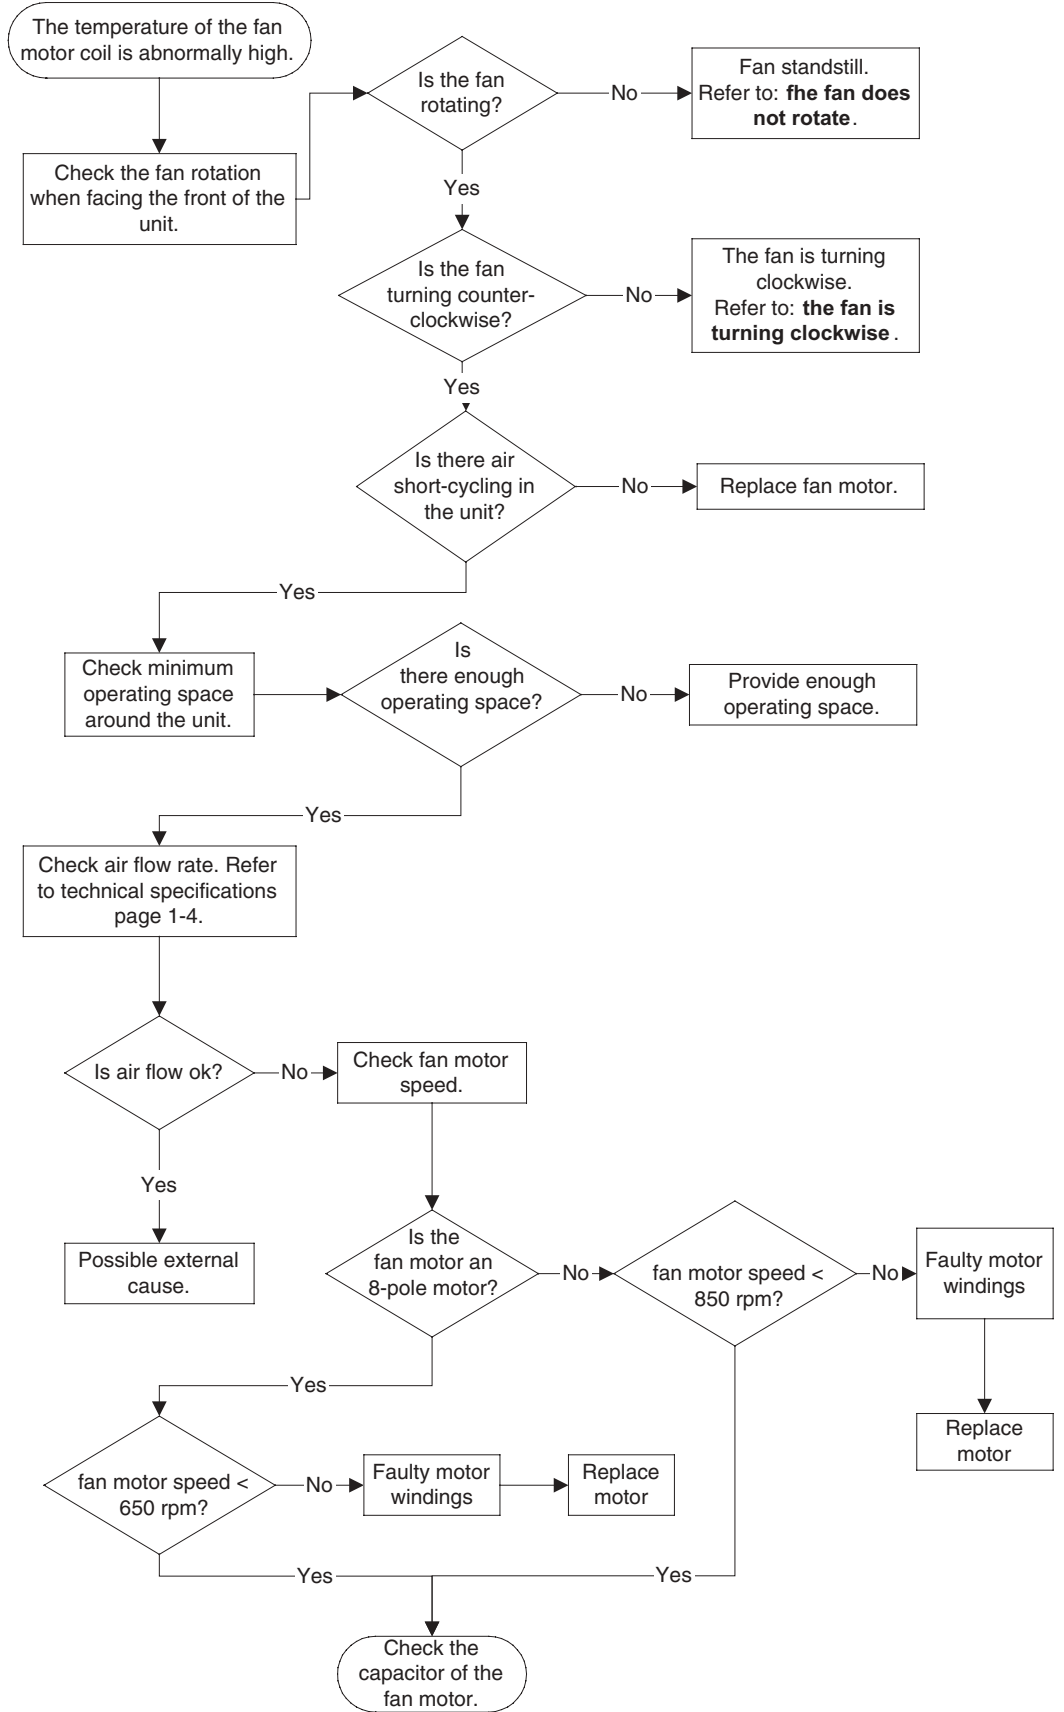 The temperature of the fan
motor coil is abnormally high.
Check the fan rotation
when facing the front of the
unit.
Is the fan
rotating?
No
Fan standstill.
Refer to: fhe fan does
not rotate.
Yes
Is the fan
turning counter-
clockwise?
No
The fan is turning
clockwise.
Refer to: the fan is
turning clockwise.
Yes
Is there air
short-cycling in
the unit?
No
Replace fan motor.
Yes
Check minimum
operating space
around the unit.
Is
there enough
operating space?
No
Provide enough
operating space.
Yes
Check air flow rate. Refer
to technical specifications
page 1-4.
Is air flow ok?
No
Check fan motor
speed.
Yes
Possible external
cause.
Is the
fan motor an
8-pole motor?
No
fan motor speed <
850 rpm?
No
Faulty motor
windings
Replace
motor
Yes
fan motor speed <
650 rpm?
No
Faulty motor
windings
Replace
motor
Yes
Yes
Check the
capacitor of the
fan motor.